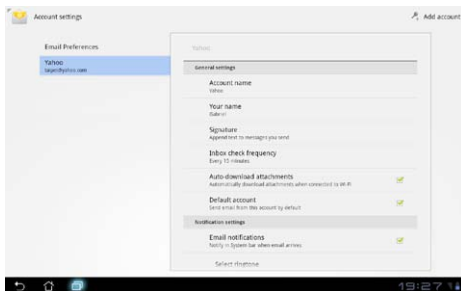 Account settings
Add account
Email Preferences
Yahoo
Yahoo
General settings
Account name
Yahoo
Your name
Gabriel
Signature
Append text to messages you send
Inbox check frequency
Every 15 minutes
Auto-download attachments
Automatically download attachments when connected to Wi-Fi
Default account
Send email from this account by default
Notification settings
Email notifications
Notify in System bar when email arrives
Select ringtone
19:27